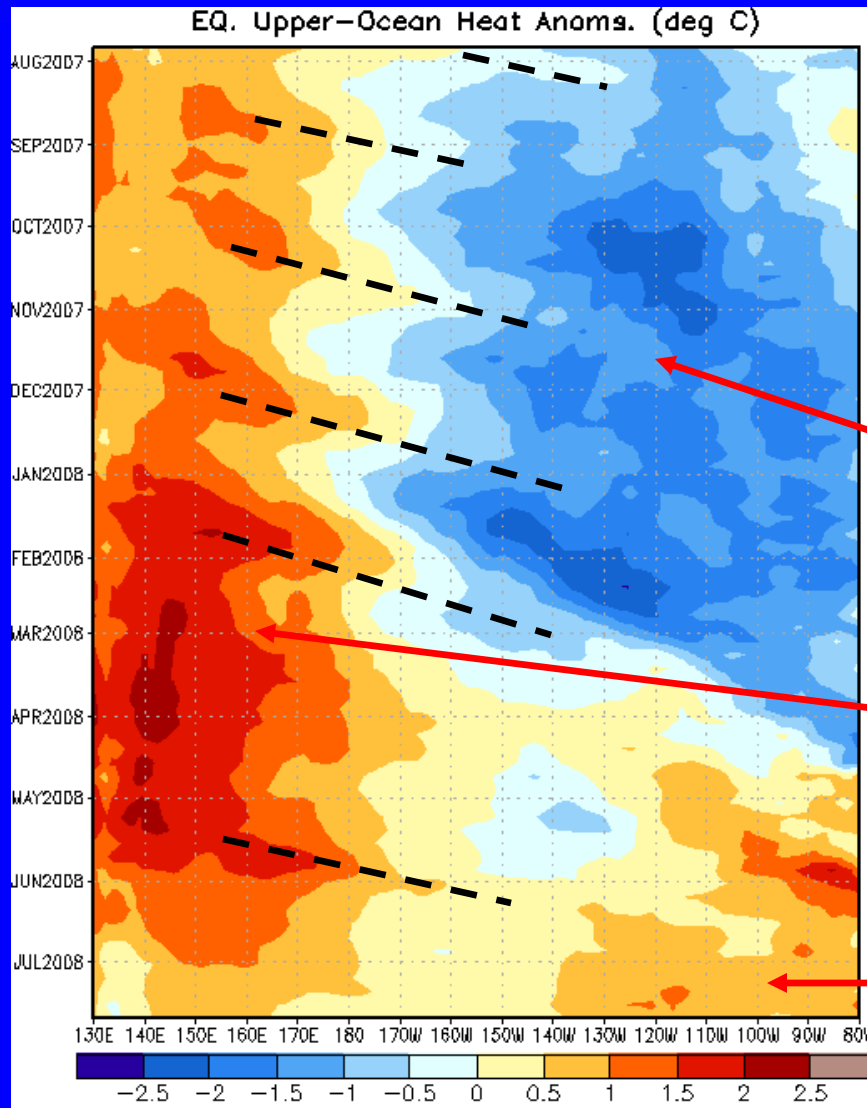 EQ. Upper-Ocean Heat Anoms. (deg C)
AUG2007
SEP2007
OCT2007
NOV2007
DEC2007
JAN2008
FEB2008
MAR2008
APR2008
MAY2008
JUN2008
JUL2008
130E 140E 150E 160E 170E 180 170W 160W 150W 140W 130W 120W 110W 100W 90W 80W
-2.5 -2 -1.5 -1 -0.5 0 0.5 1 1.5 2 2.5